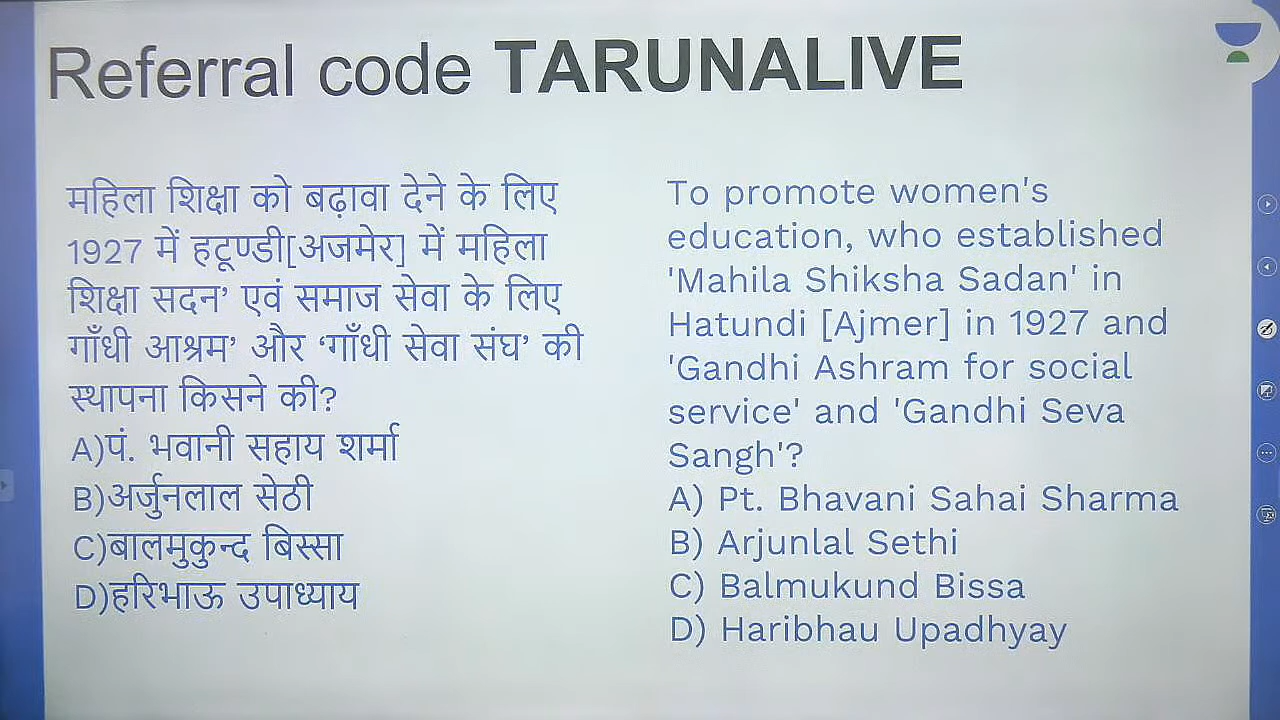 Referral code TARUNALIVE
महिला शिक्षा को बढ़ावा देने के लिए
1927 में हटूण्डी[अजमेर] में महिला
शिक्षा सदन’ एवं समाज सेवा के लिए
गाँधी आश्रम’ और ‘गाँधी सेवा संघ’ की
स्थापना किसने की?
A)पं. भवानी सहाय शर्मा
B)अर्जुनलाल सेठी
C)बालमुकुन्द बिस्सा
D)हरिभाऊ उपाध्याय
To promote women's
education, who established
'Mahila Shiksha Sadan' in
Hatundi [Ajmer] in 1927 and
'Gandhi Ashram for social
service' and 'Gandhi Seva
Sangh'?
A) Pt. Bhavani Sahai Sharma
B) Arjunlal Sethi
C) Balmukund Bissa
D) Haribhau Upadhyay